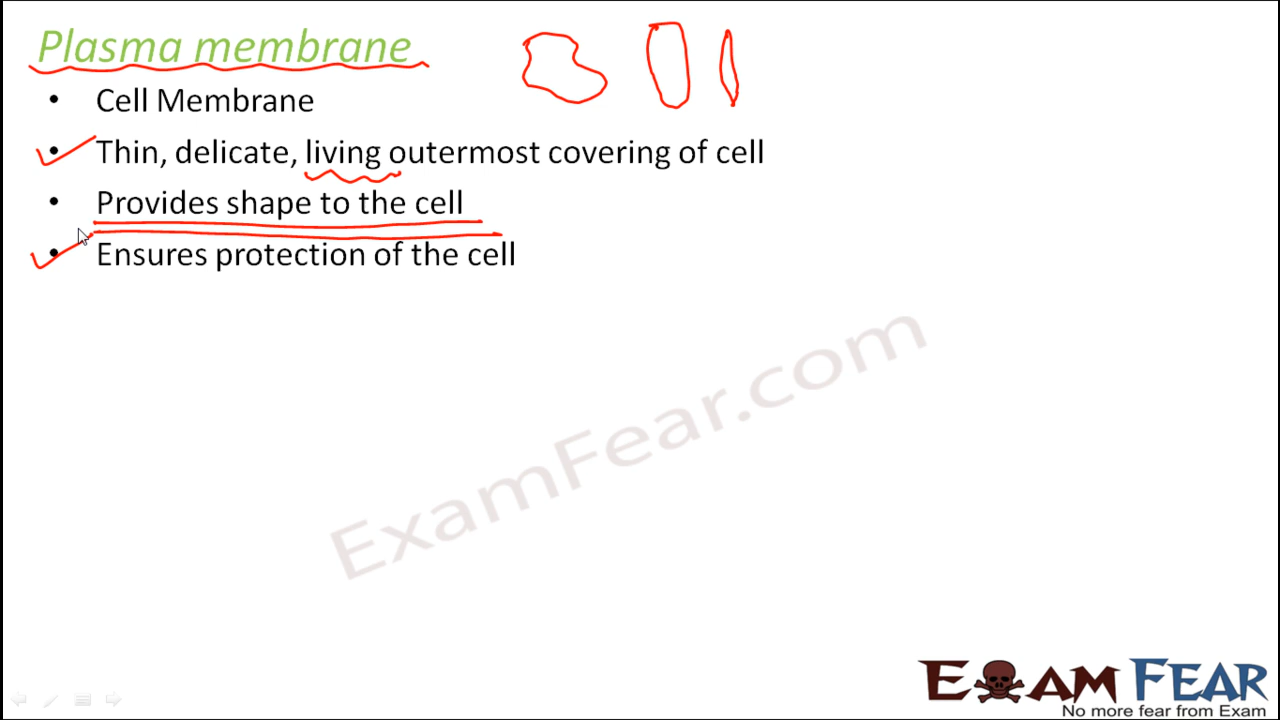 Plasma membrane
• Cell Membrane
• Thin, delicate, living outermost covering of cell
• Provides shape to the cell
• Ensures protection of the cell
ExamFear.com
EXAM FEAR
No more fear from Exam